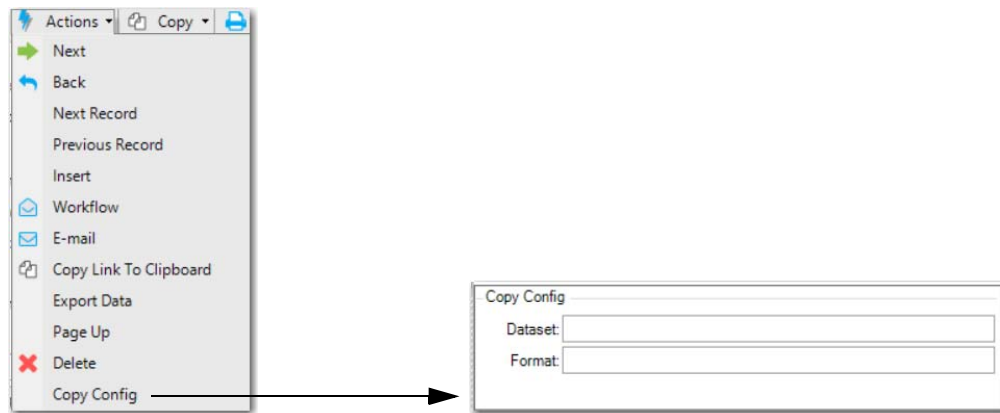 Actions Copy
Next
Back
Next Record
Previous Record
Insert
Workflow
E-mail
Copy Link To Clipboard
Export Data
Page Up
Delete
Copy Config
Copy Config
Dataset:
Format: